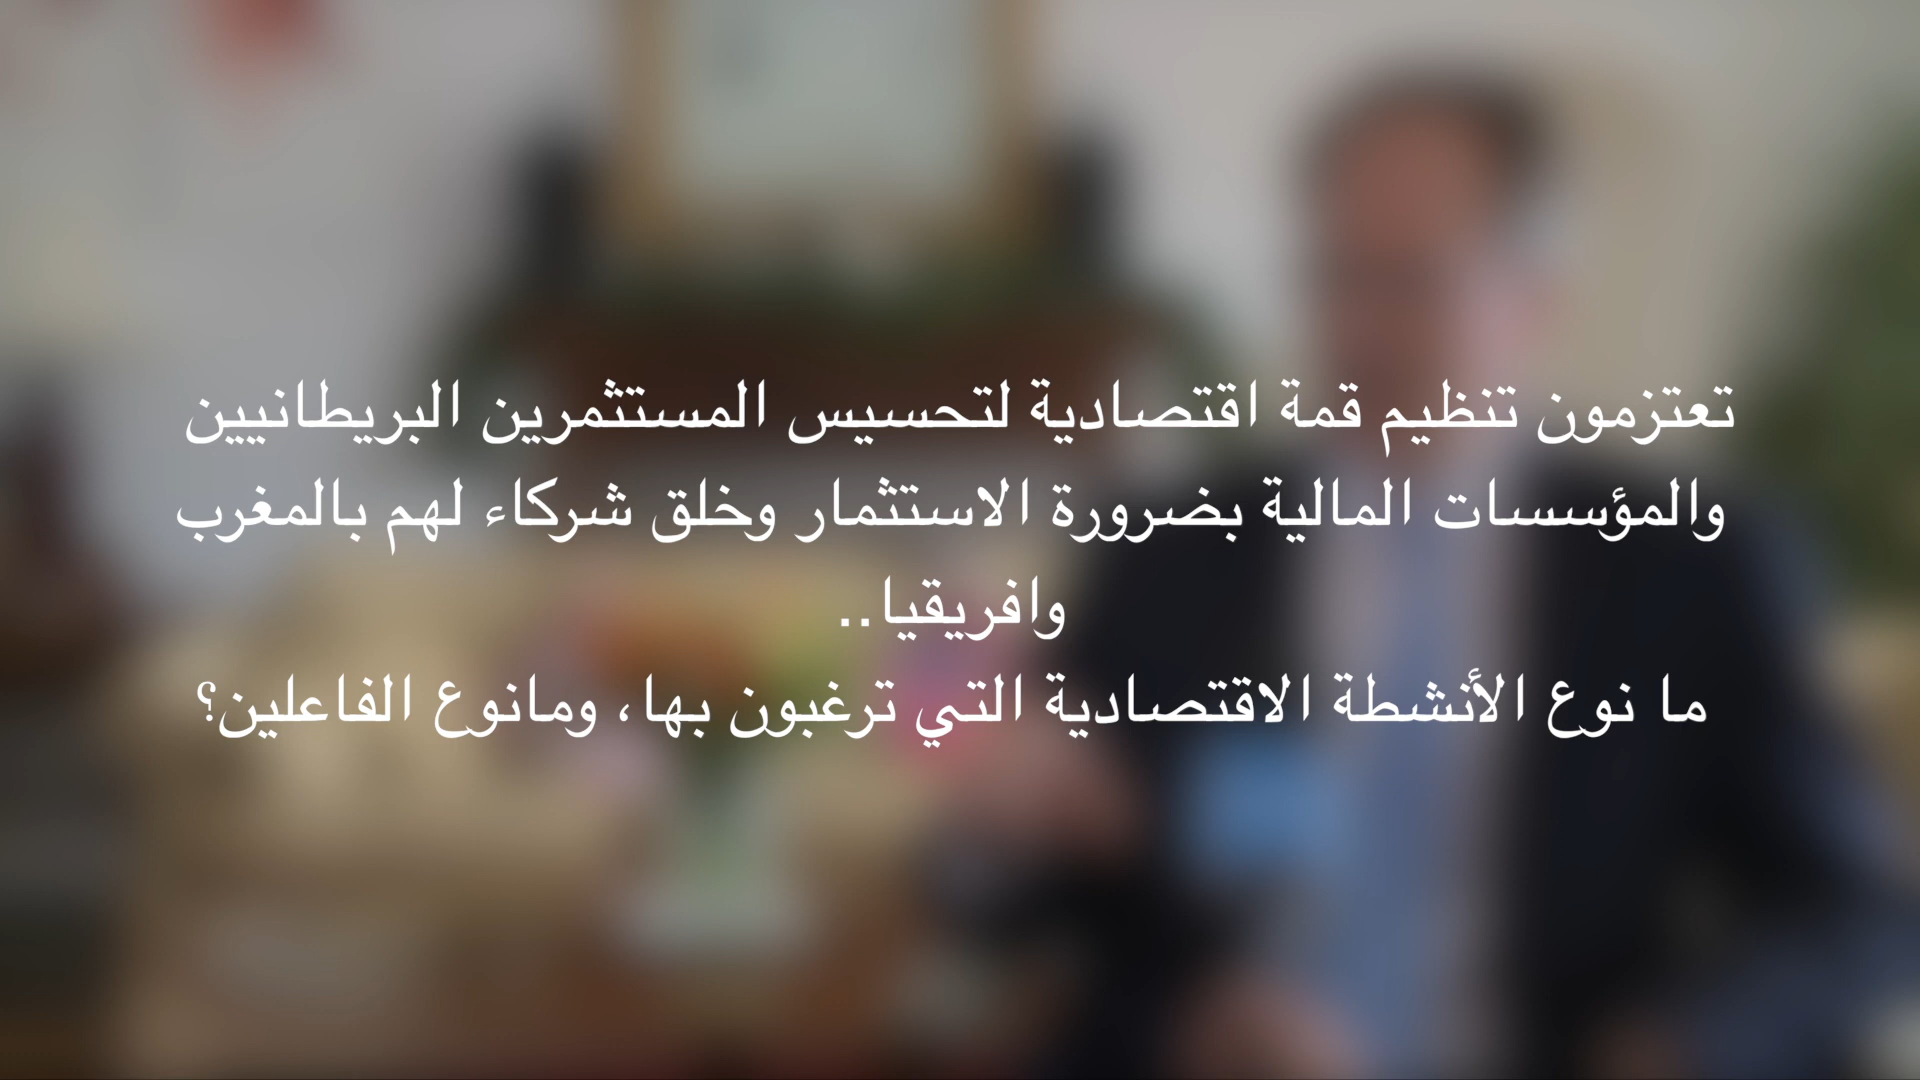 تعتزمون تنظيم قمة اقتصادية لتحسيس المستثمرين البريطانيين
والمؤسسات المالية بضرورة الاستثمار وخلق شركاء لهم بالمغرب
وافريقيا..
ما نوع الأنشطة الاقتصادية التي ترغبون بها، ومانوع الفاعلين؟